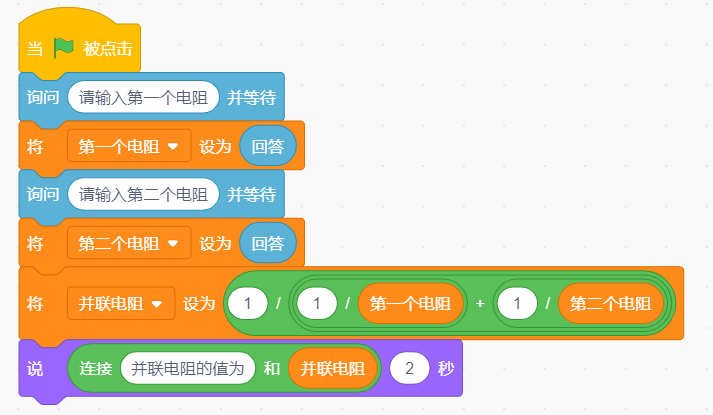 当 被点击
询问 请输入第一个电阻 并等待
将 第一个电阻 设为 回答
询问 请输入第二个电阻 并等待
将 第二个电阻 设为 回答
将 并联电阻 设为 1 / 1 / 第一个电阻 + 1 / 第二个电阻
说 连接 并联电阻的值为 和 并联电阻 2 秒